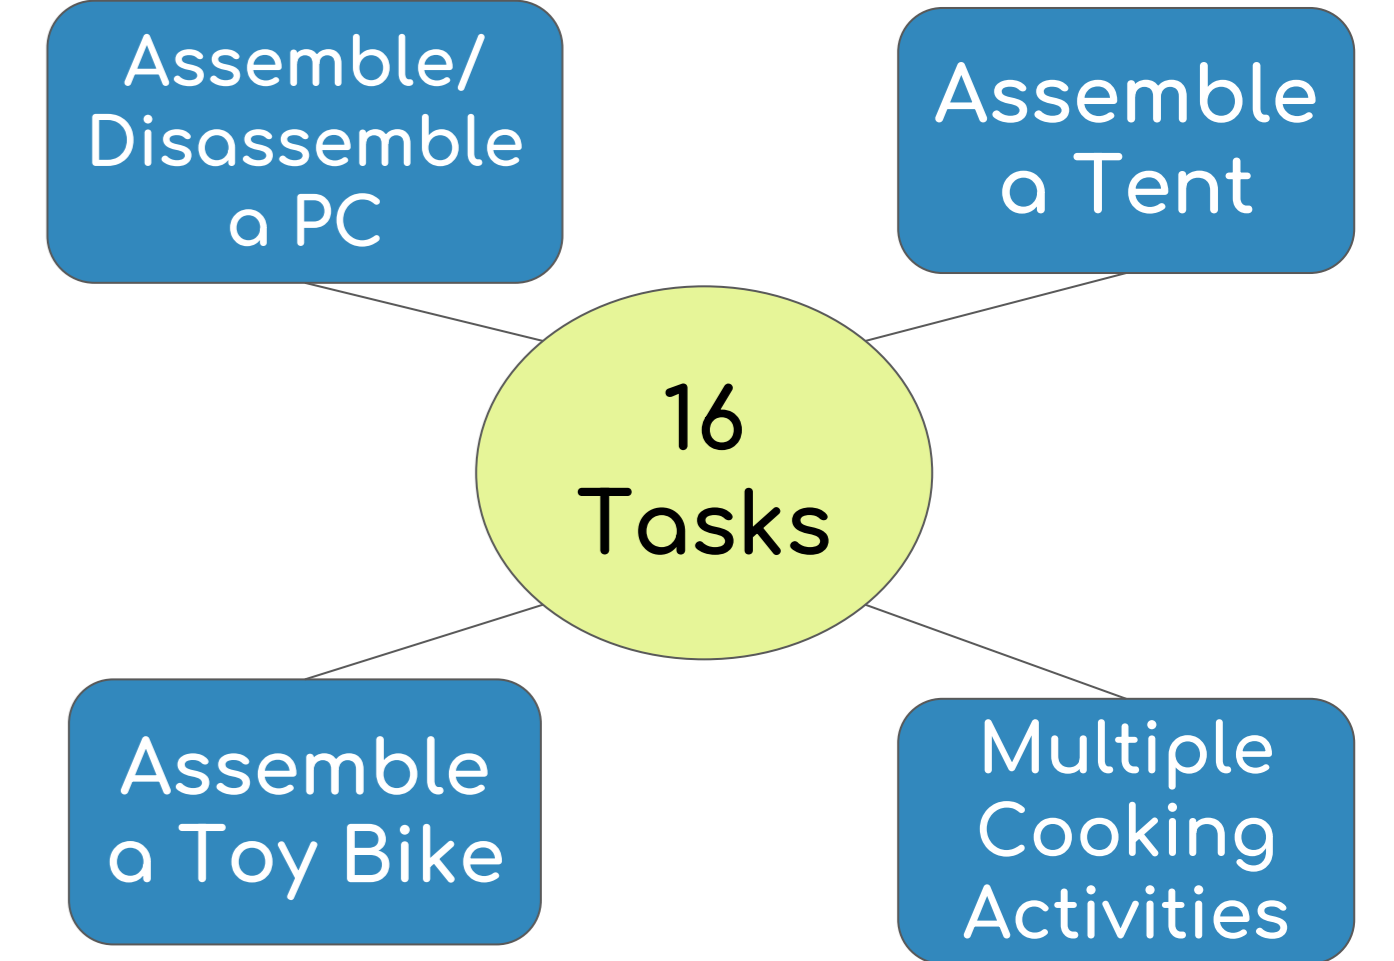 Assemble/
Disassemble
a PC
Assemble
a Tent
16
Tasks
Assemble
a Toy Bike
Multiple
Cooking
Activities